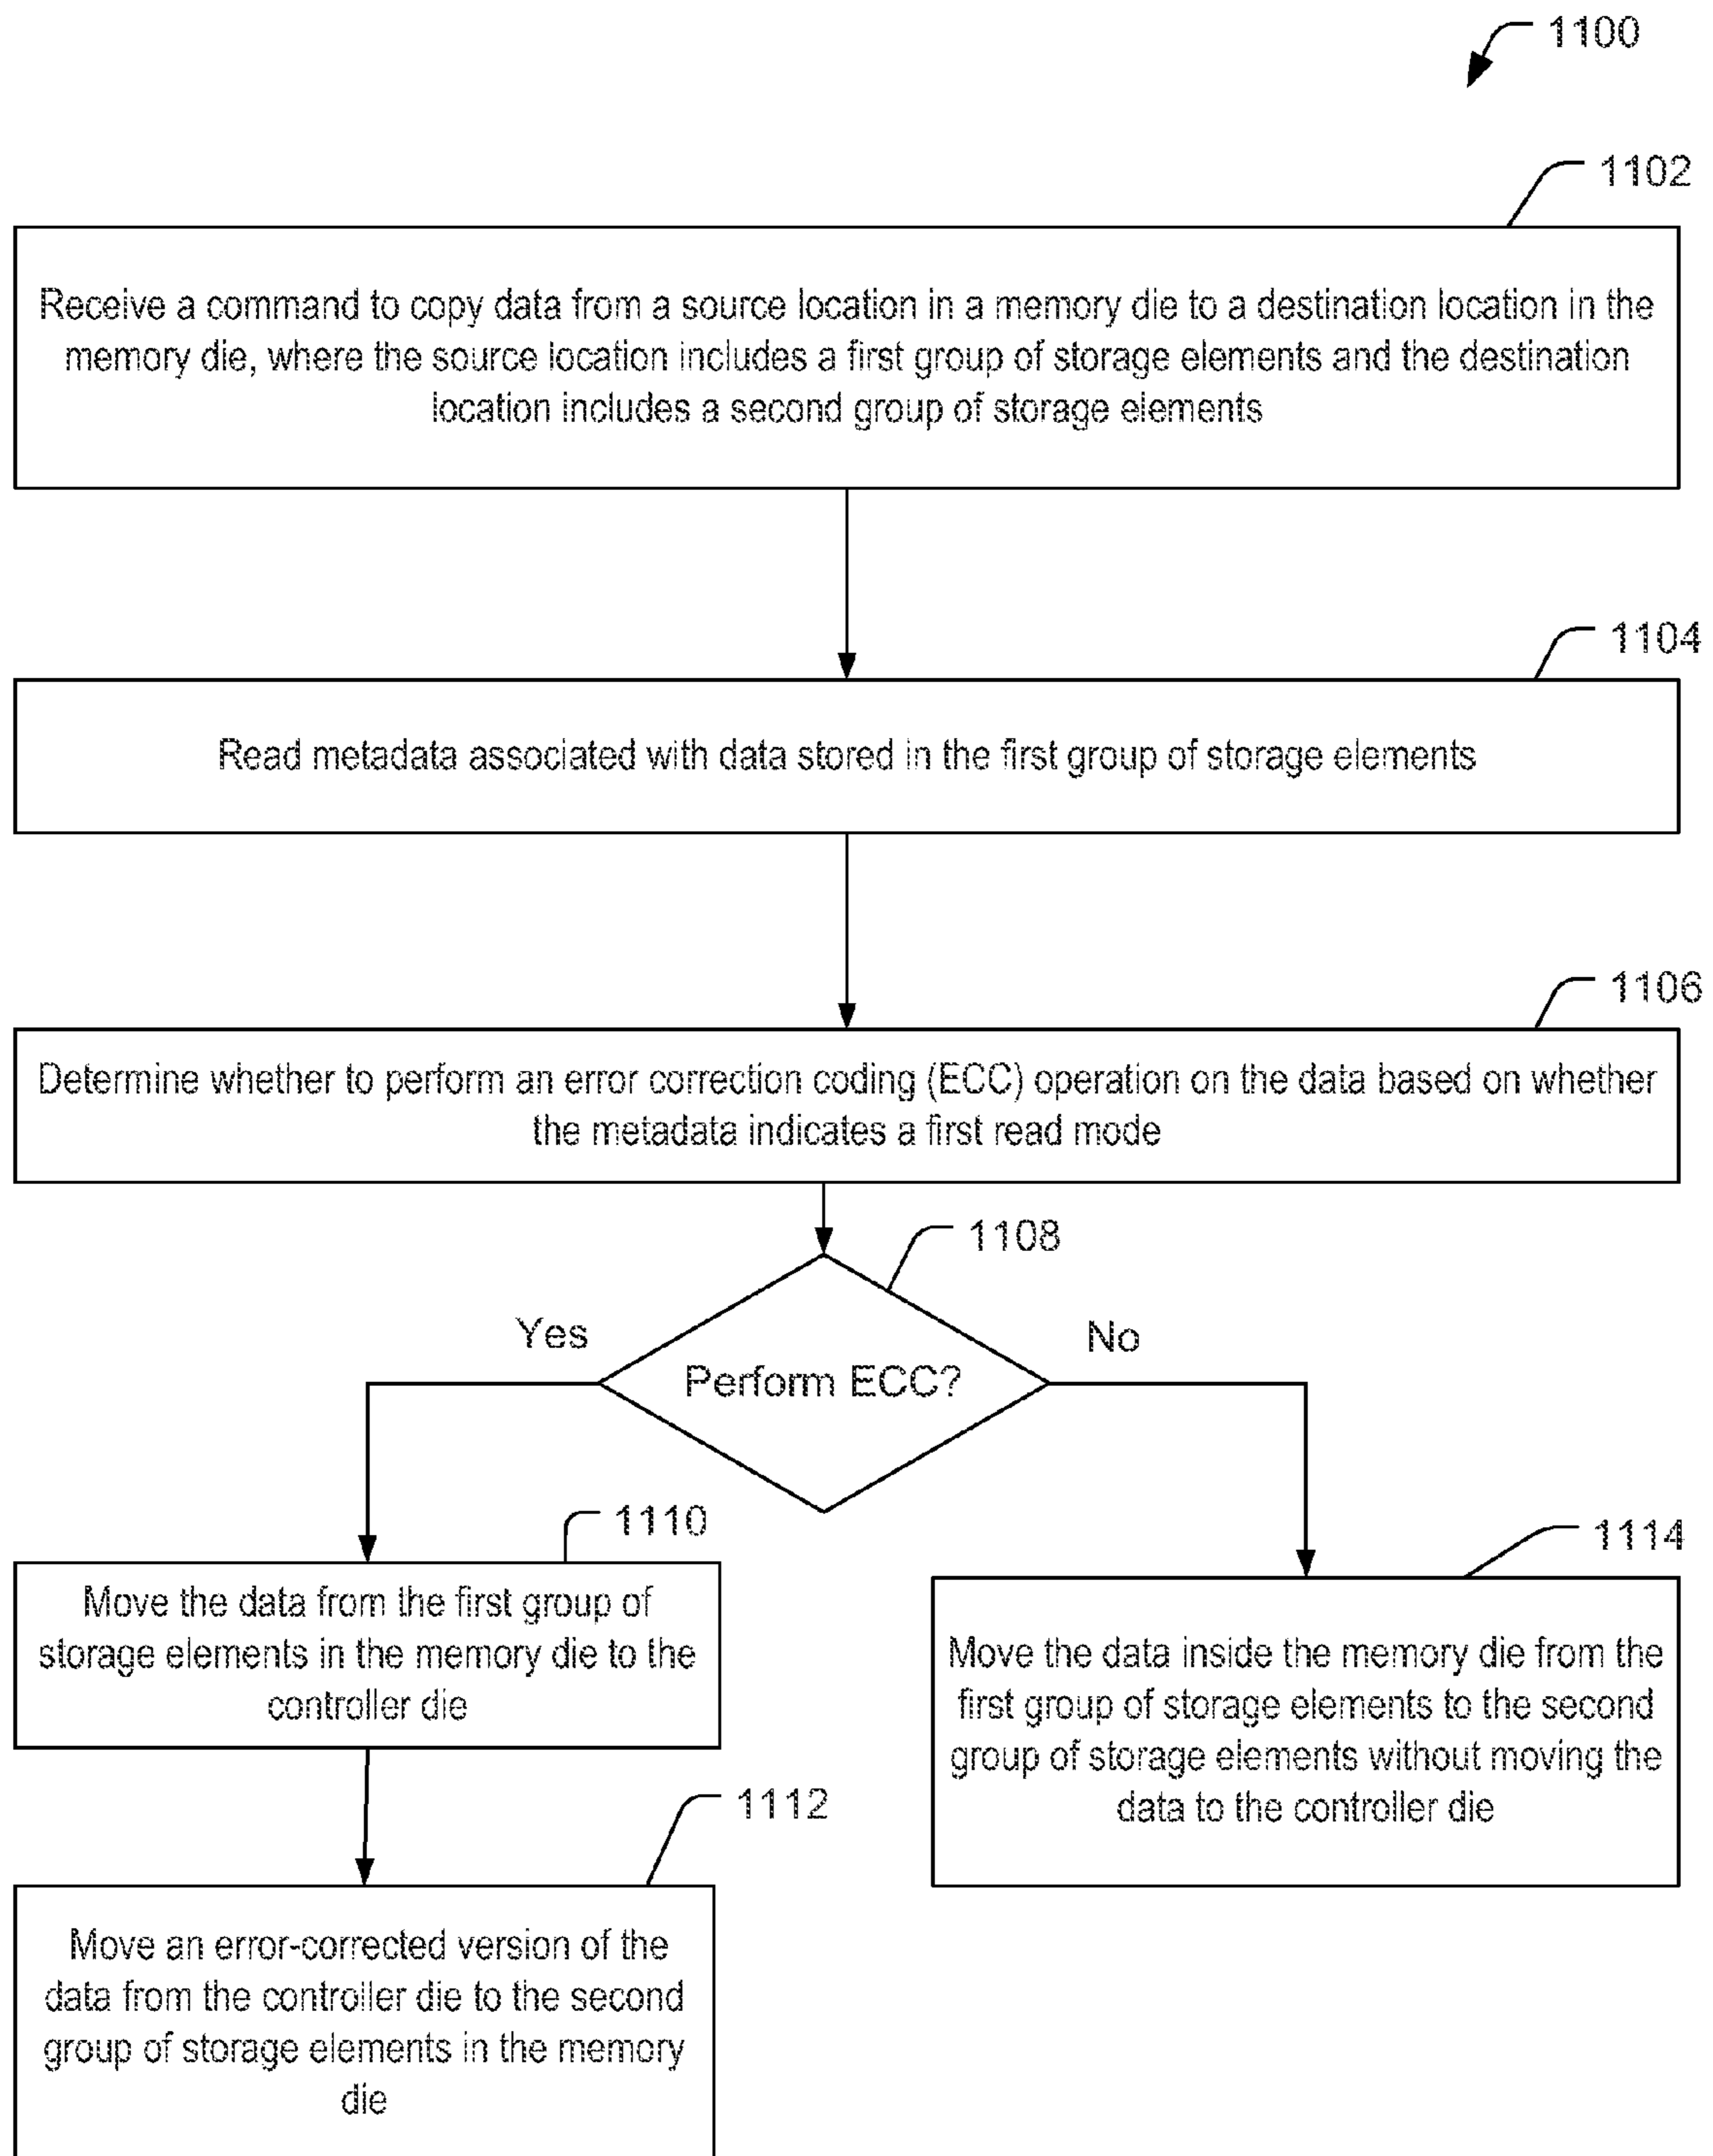 1100
1102
Receive a command to copy data from a source location in a memory die to a destination location in the
memory die, where the source location includes a first group of storage elements and the destination
location includes a second group of storage elements
1104
Read metadata associated with data stored in the first group of storage elements
1106
Determine whether to perform an error correction coding (ECC) operation on the data based on whether
the metadata indicates a first read mode
1108
Yes
No
Perform ECC?
1110
Move the data from the first group of
storage elements in the memory die to the
controller die
1114
Move the data inside the memory die from the
first group of storage elements to the second
group of storage elements without moving the
data to the controller die
1112
Move an error-corrected version of the
data from the controller die to the second
group of storage elements in the memory
die